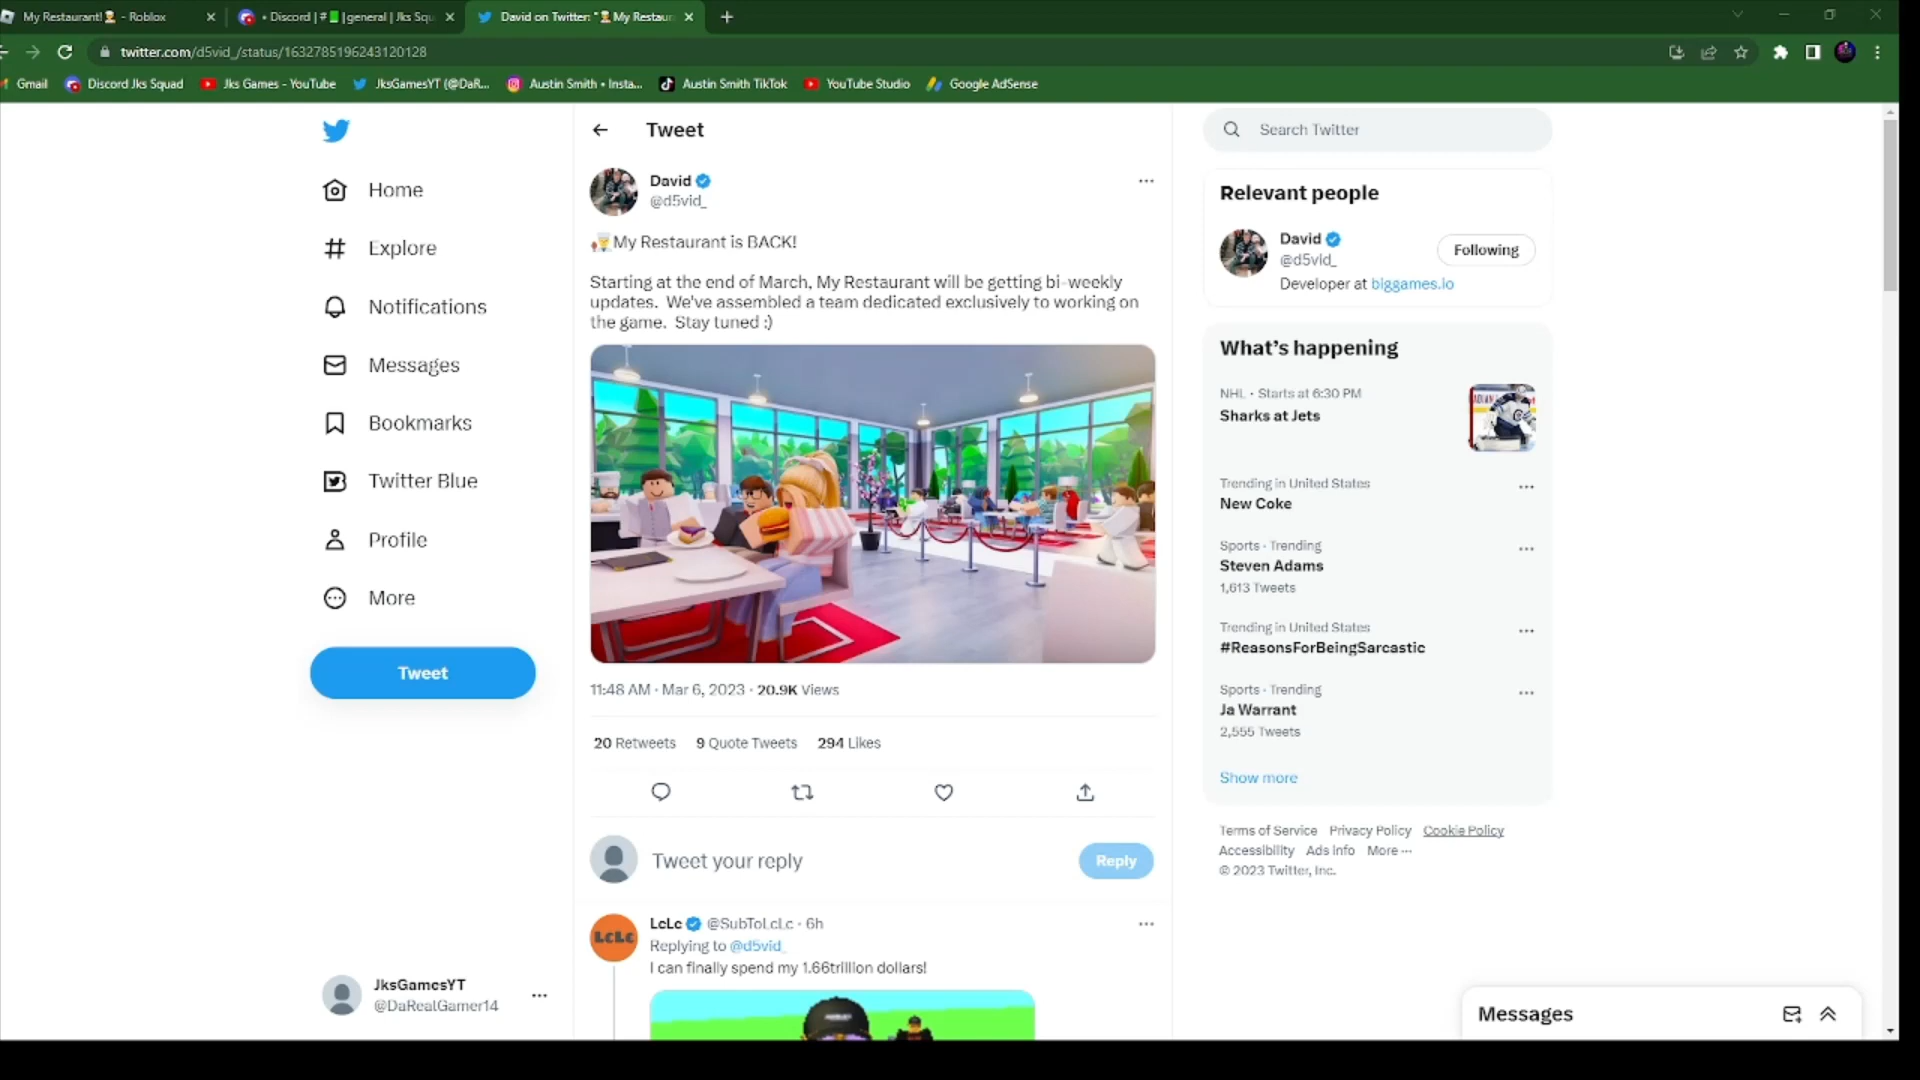 My Restaurant! - Roblox
Discord | # | general | Jks Squ
David on Twitter: "My Restaur
twitter.com/d5vid_/status/1632785196243120128
Gmail
Discord Jks Squad
Jks Games - YouTube
JksGamesYT (@DaR...
Austin Smith • Insta...
Austin Smith TikTok
YouTube Studio
Google AdSense
Home
Explore
Notifications
Messages
Bookmarks
Twitter Blue
Profile
More
Tweet
JksGamesYT
@DaRealGamer14
Tweet
David
@d5vid_
My Restaurant is BACK!
Starting at the end of March, My Restaurant will be getting bi-weekly
updates. We've assembled a team dedicated exclusively to working on
the game. Stay tuned :)
11:48 AM · Mar 6, 2023 · 20.9K Views
20 Retweets 9 Quote Tweets 294 Likes
Tweet your reply
Reply
LcLc @SubToLcLc · 6h
LcLc
Replying to @d5vid_
I can finally spend my 1.66trillion dollars!
Search Twitter
Relevant people
David
@d5vid_
Following
Developer at biggames.io
What's happening
NHL · Starts at 6:30 PM
Sharks at Jets
Trending in United States
New Coke
Sports · Trending
Steven Adams
1,613 Tweets
Trending in United States
#ReasonsForBeingSarcastic
Sports · Trending
Ja Warrant
2,555 Tweets
Show more
Terms of Service Privacy Policy Cookie Policy
Accessibility Ads info More ···
© 2023 Twitter, Inc.
Messages